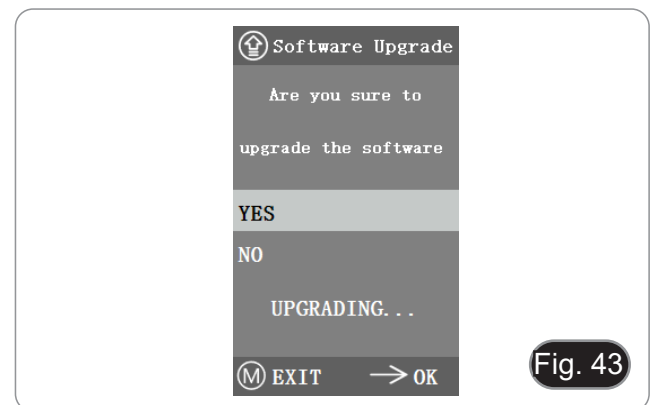 Software Upgrade
Are you sure to
upgrade the software
YES
NO
UPGRADING...
M EXIT → OK
Fig. 43